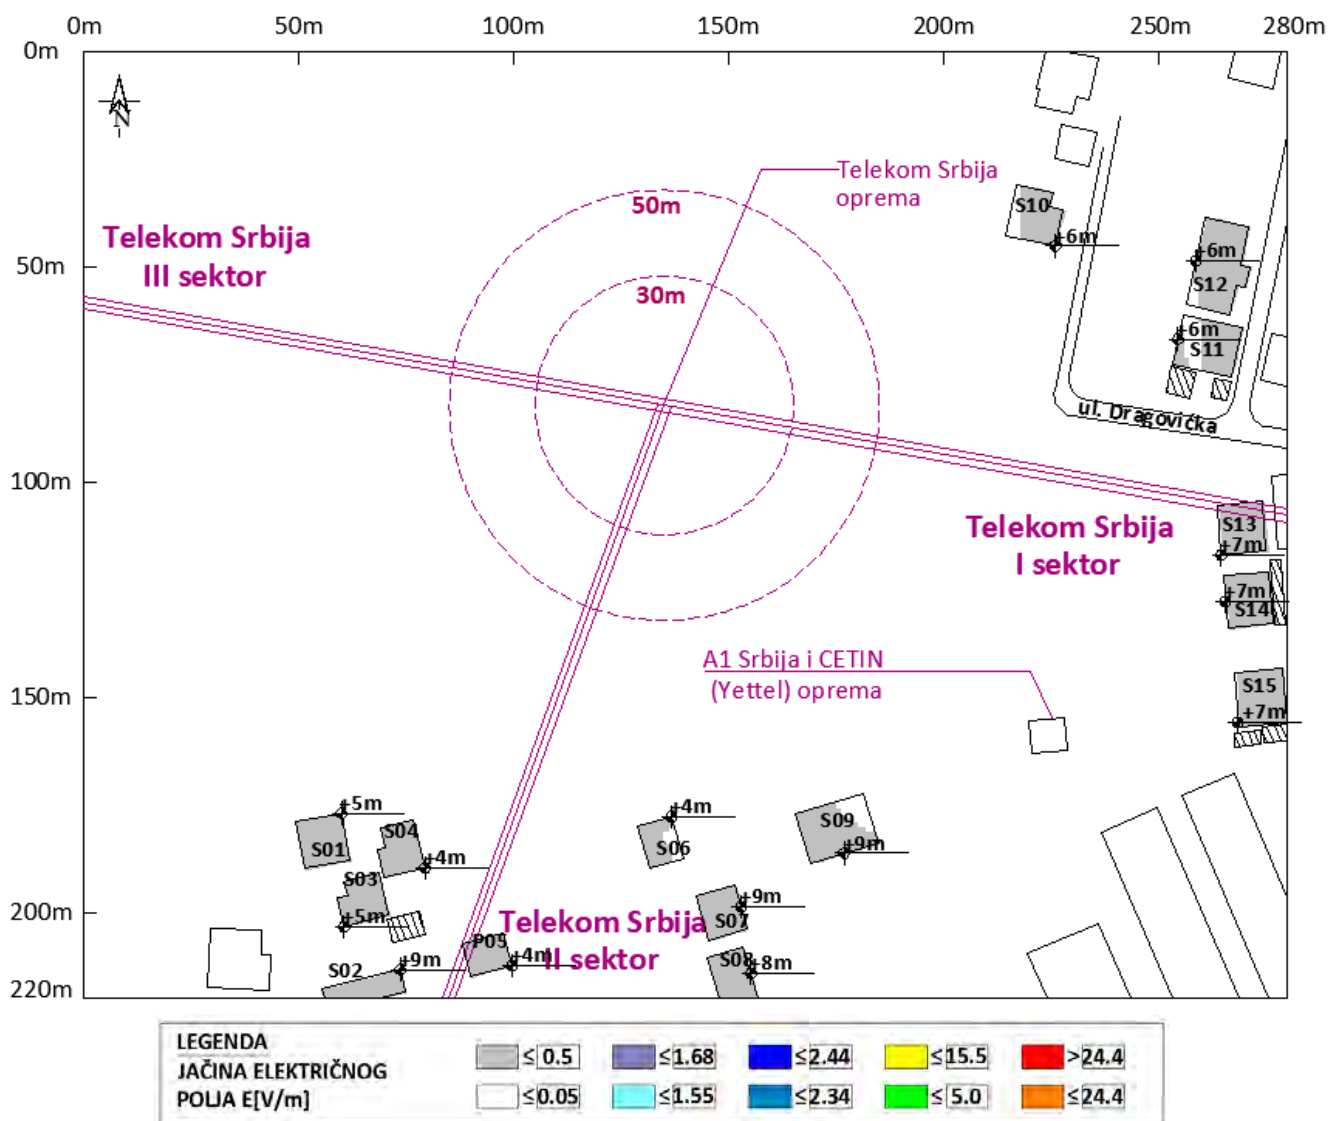 0m 50m 100m 150m 200m 250m 280m
0m
N
Telekom Srbija
oprema
50m
S10
+6m
Telekom Srbija
III sektor
+6m
S12
50m
30m
+6m
S11
ul. Dragovićka
100m
Telekom Srbija
I sektor
S13
+7m
+7m
S14
A1 Srbija i CETIN
(Yettel) oprema
S15
+7m
150m
+5m
S01
S04
+4m
+4m
S06
S09
+9m
S03
+5m
200m
Telekom Srbija
II sektor
+9m
S07
P05
+4m
S02
+9m
S08
+8m
220m
LEGENDA
JAČINA ELEKTRIČNOG
POLJA E[V/m]
≤ 0.5 ≤ 1.68 ≤ 2.44 ≤ 15.5 > 24.4
≤ 0.05 ≤ 1.55 ≤ 2.34 ≤ 5.0 ≤ 24.4